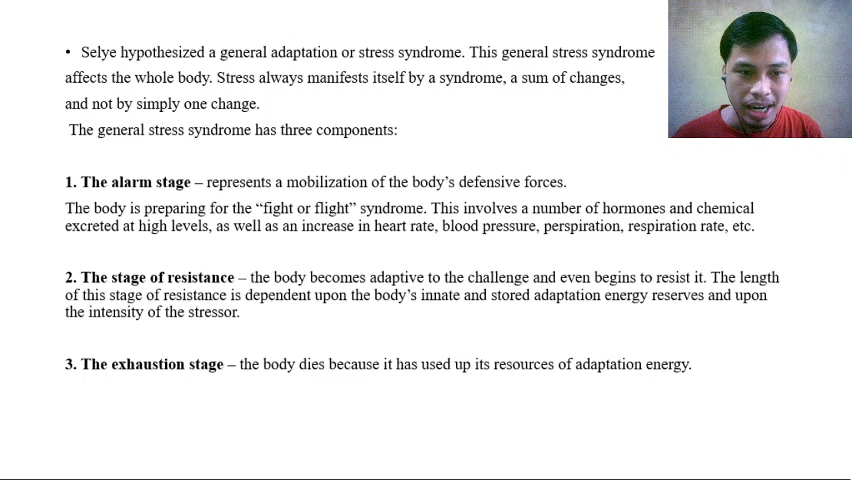 • Selye hypothesized a general adaptation or stress syndrome. This general stress syndrome
affects the whole body. Stress always manifests itself by a syndrome, a sum of changes,
and not by simply one change.
The general stress syndrome has three components:
1. The alarm stage – represents a mobilization of the body’s defensive forces.
The body is preparing for the “fight or flight” syndrome. This involves a number of hormones and chemical
excreted at high levels, as well as an increase in heart rate, blood pressure, perspiration, respiration rate, etc.
2. The stage of resistance – the body becomes adaptive to the challenge and even begins to resist it. The length
of this stage of resistance is dependent upon the body’s innate and stored adaptation energy reserves and upon
the intensity of the stressor.
3. The exhaustion stage – the body dies because it has used up its resources of adaptation energy.